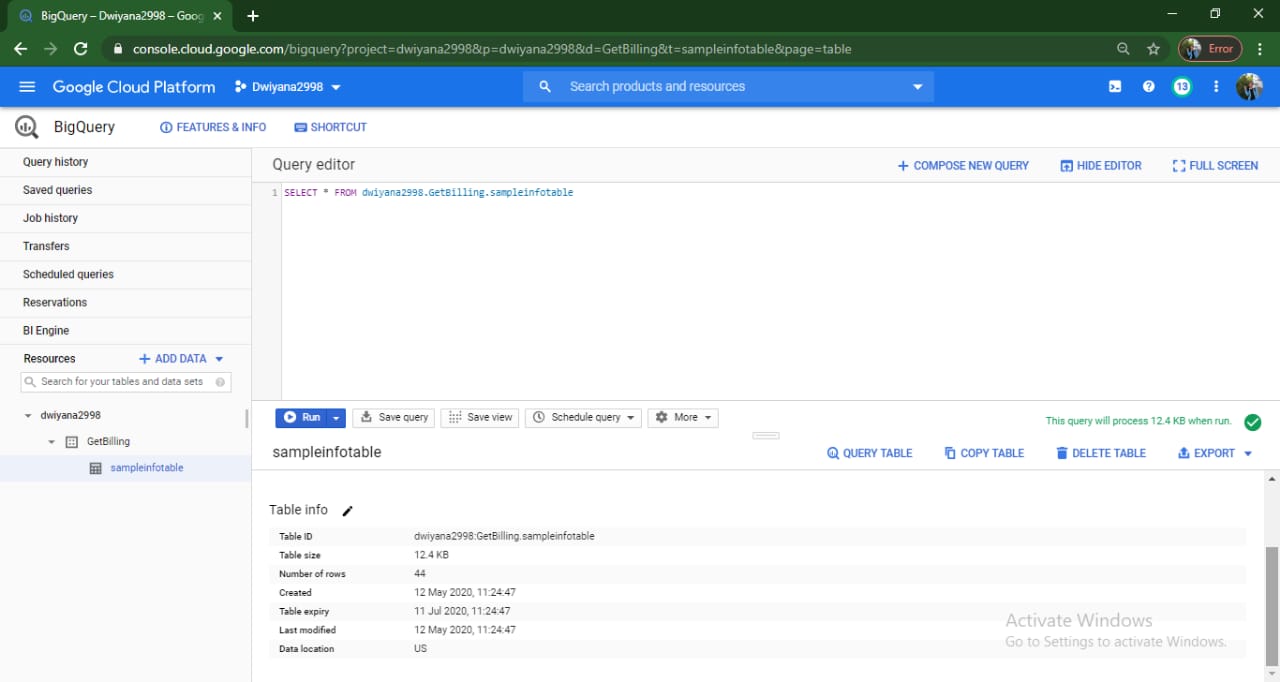 BigQuery – Dwiyana2998 – Goog
console.cloud.google.com/bigquery?project=dwiyana2998&p=dwiyana2998&d=GetBilling&t=sampleinfotable&page=table
Error
Google Cloud Platform
Dwiyana2998
Search products and resources
13
BigQuery
FEATURES & INFO
SHORTCUT
Query history
Saved queries
Job history
Transfers
Scheduled queries
Reservations
BI Engine
Resources
ADD DATA
Search for your tables and data sets
dwiyana2998
GetBilling
sampleinfotable
Query editor
COMPOSE NEW QUERY
HIDE EDITOR
FULL SCREEN
1 SELECT * FROM dwiyana2998.GetBilling.sampleinfotable
Run
Save query
Save view
Schedule query
More
This query will process 12.4 KB when run.
sampleinfotable
QUERY TABLE
COPY TABLE
DELETE TABLE
EXPORT
Table info
Table ID dwiyana2998:GetBilling.sampleinfotable
Table size 12.4 KB
Number of rows 44
Created 12 May 2020, 11:24:47
Table expiry 11 Jul 2020, 11:24:47
Last modified 12 May 2020, 11:24:47
Data location US
Activate Windows
Go to Settings to activate Windows.